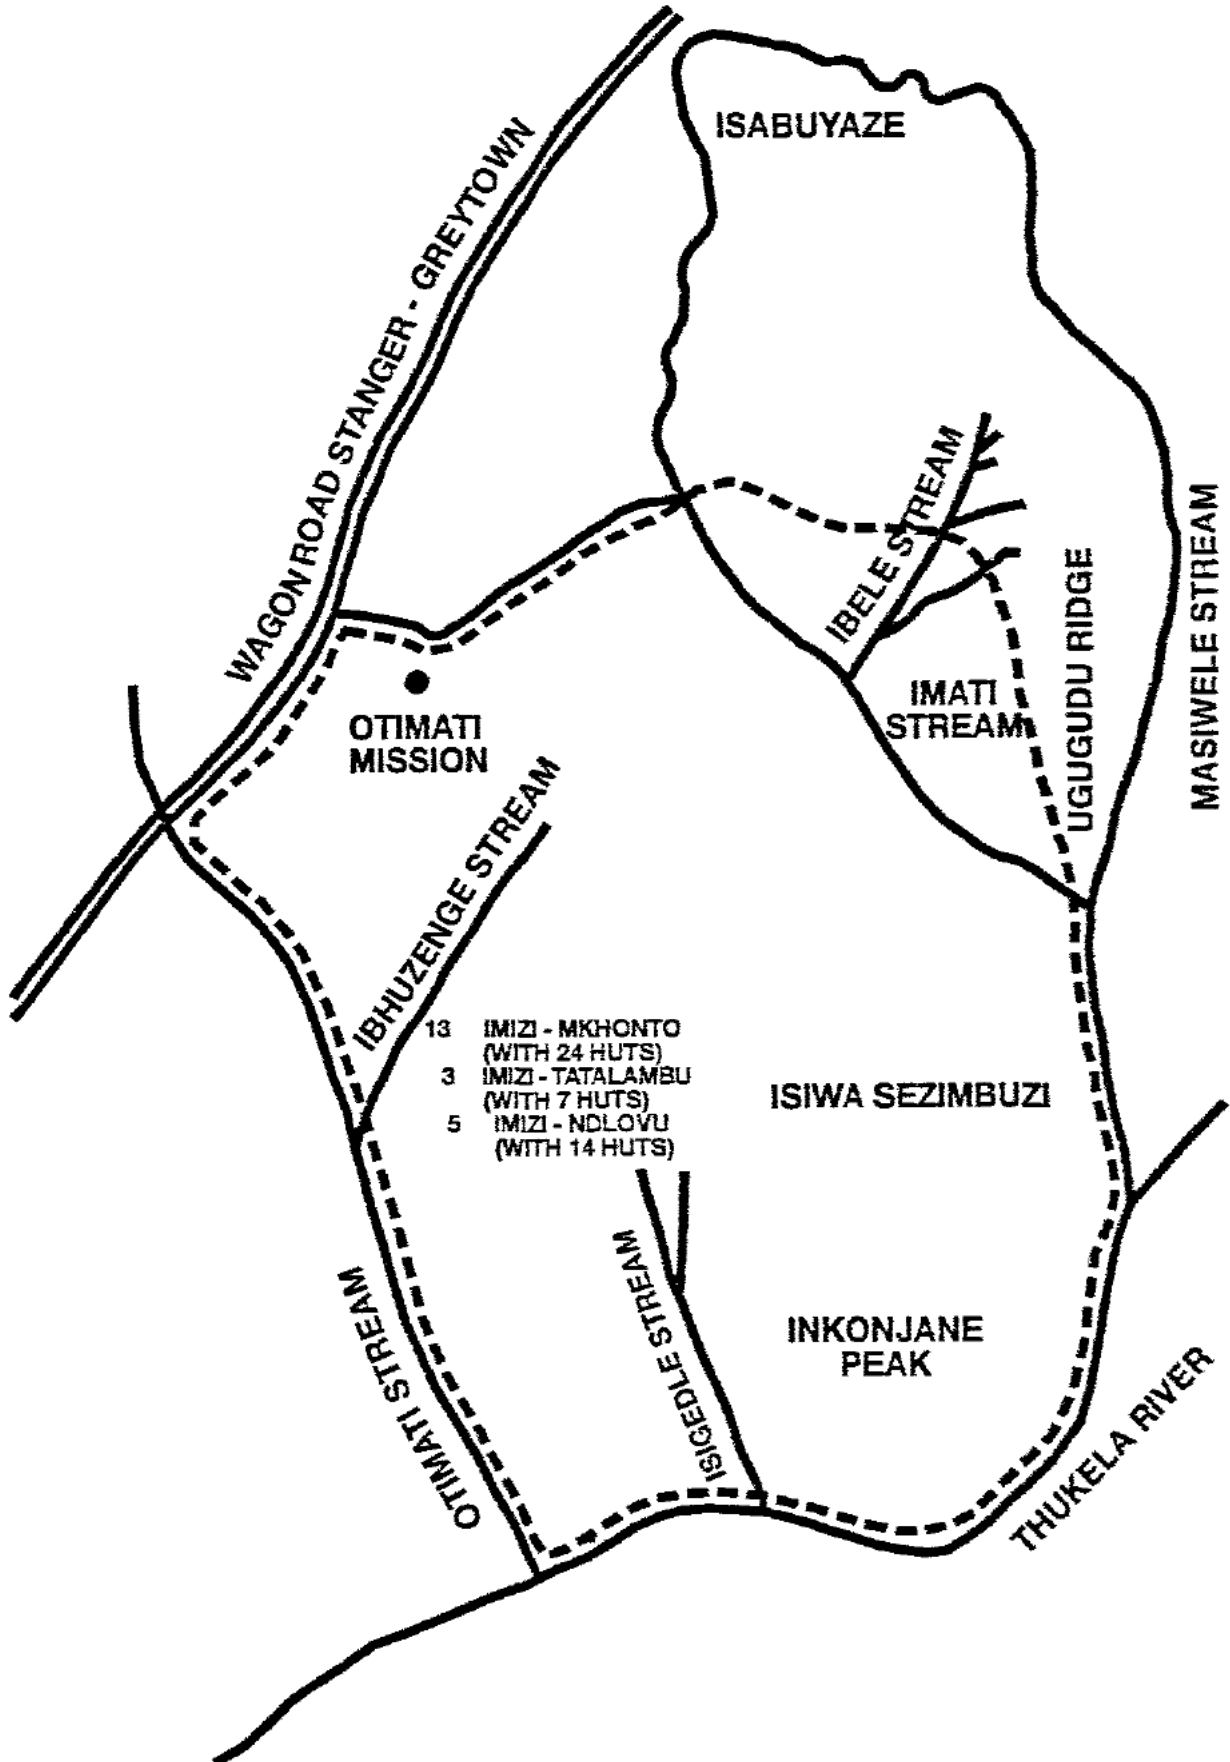 ISABUYAZE
WAGON ROAD STANGER - GREYTOWN
IBELE STREAM
MASIWELE STREAM
UGUGUDU RIDGE
IMATI
STREAM
OTIMATI
MISSION
IBHUZENGE STREAM
13 IMIZI - MKHONTO
(WITH 24 HUTS)
3 IMIZI - TATALAMBU
(WITH 7 HUTS)
5 IMIZI - NDLOVU
(WITH 14 HUTS)
ISIWA SEZIMBUZI
OTIMATI STREAM
ISIGEDLE STREAM
INKONJANE
PEAK
THUKELA RIVER